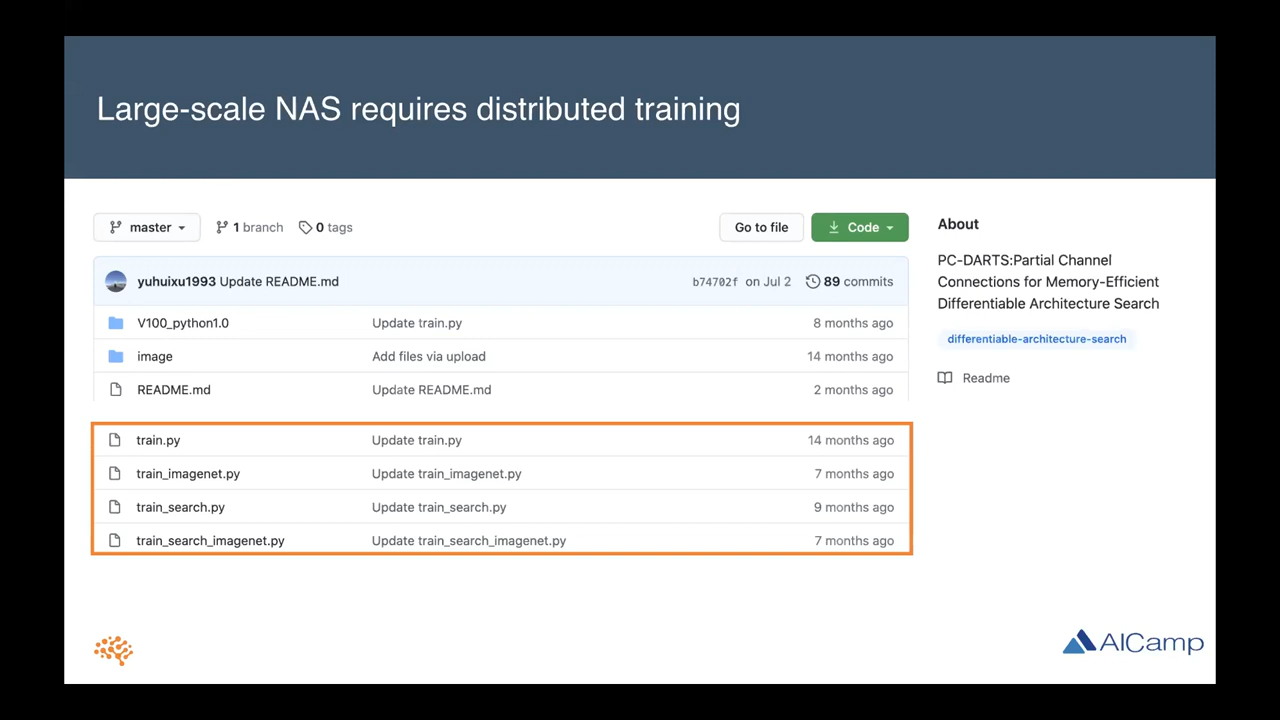 Large-scale NAS requires distributed training
master 1 branch 0 tags Go to file Code
yuhuixu1993 Update README.md b74702f on Jul 2 89 commits
V100_python1.0 Update train.py 8 months ago
image Add files via upload 14 months ago
README.md Update README.md 2 months ago
train.py Update train.py 14 months ago
train_imagenet.py Update train_imagenet.py 7 months ago
train_search.py Update train_search.py 9 months ago
train_search_imagenet.py Update train_search_imagenet.py 7 months ago
About
PC-DARTS:Partial Channel
Connections for Memory-Efficient
Differentiable Architecture Search
differentiable-architecture-search
Readme
AICamp